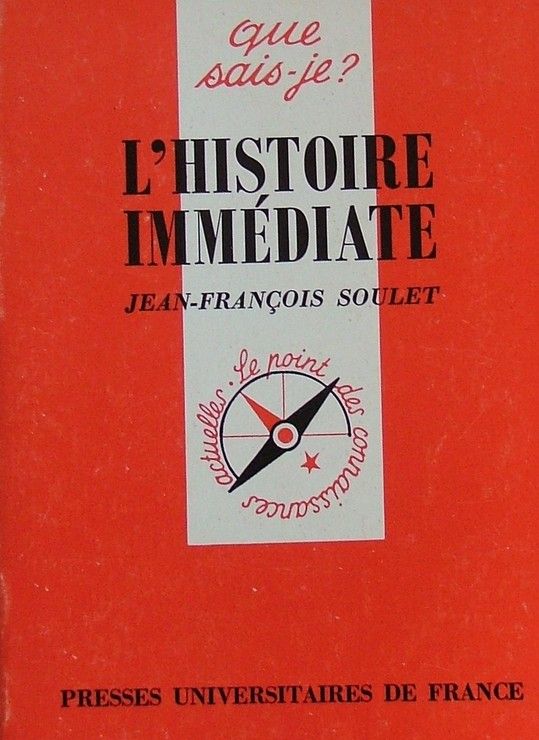 que
sais-je?
L'HISTOIRE
IMMÉDIATE
JEAN-FRANÇOIS SOULET
Le point des connaissances actuelles.
PRESSES UNIVERSITAIRES DE FRANCE